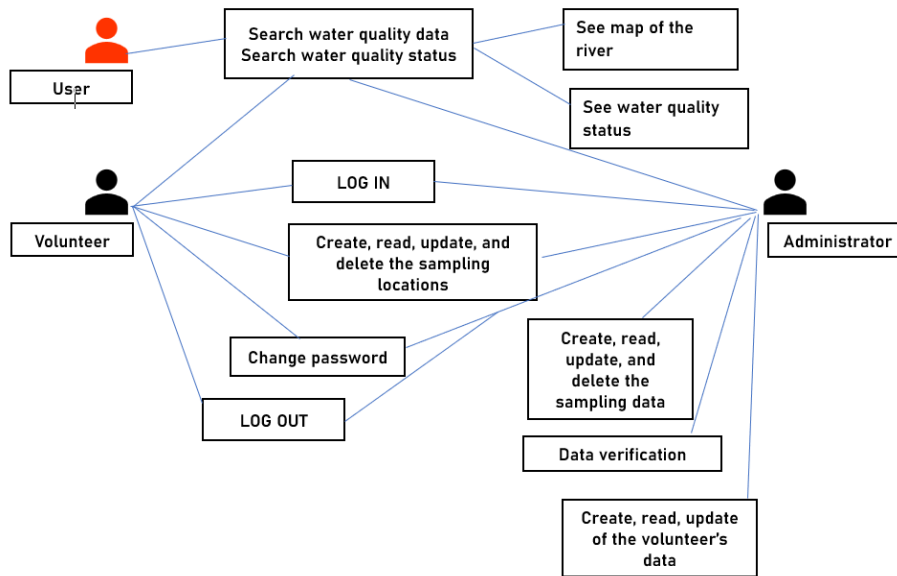 Search water quality data
Search water quality status
See map of the
river
User
See water quality
status
LOG IN
Volunteer
Administrator
Create, read, update, and
delete the sampling
locations
Create, read,
update, and
delete the
sampling data
Change password
LOG OUT
Data verification
Create, read, update
of the volunteer's
data